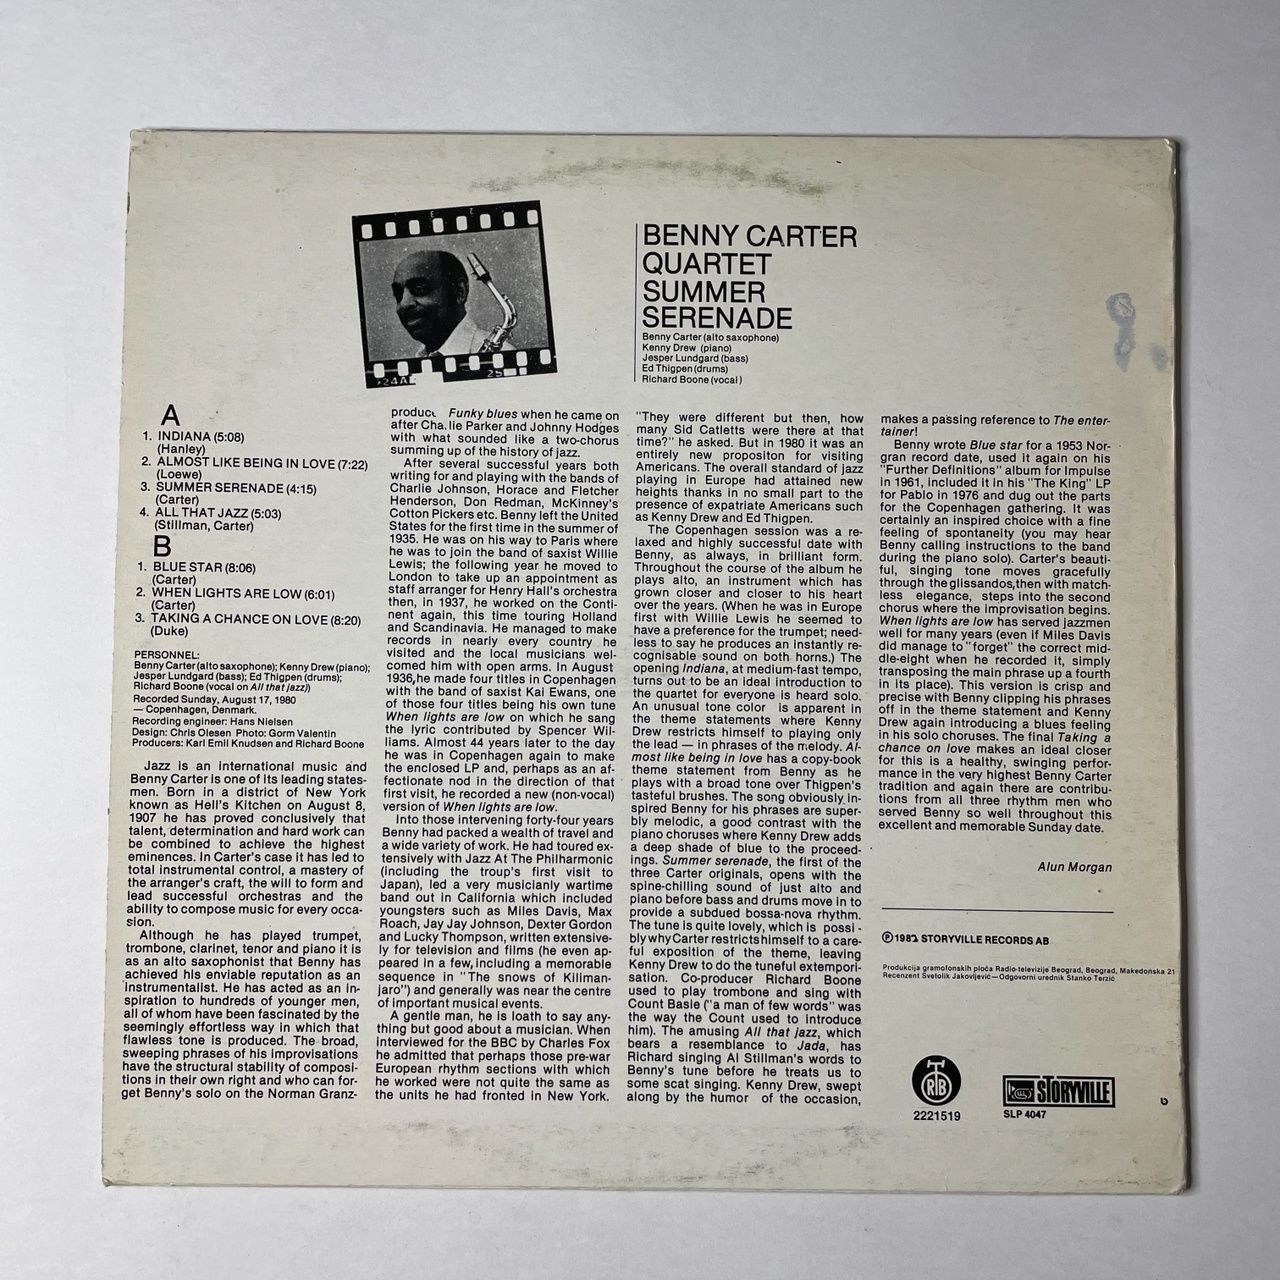 BENNY CARTER
QUARTET
SUMMER
SERENADE
Benny Carter (alto saxophone)
Kenny Drew (piano)
Jesper Lundgard (bass)
Ed Thigpen (drums)
Richard Boone (vocal)
A
1. INDIANA (5:08)
(Hanley)
2. ALMOST LIKE BEING IN LOVE (7:22)
(Loewe)
3. SUMMER SERENADE (4:15)
(Carter)
4. ALL THAT JAZZ (5:03)
(Stillman, Carter)
B
1. BLUE STAR (8:06)
(Carter)
2. WHEN LIGHTS ARE LOW (6:01)
(Carter)
3. TAKING A CHANCE ON LOVE (8:20)
(Duke)
PERSONNEL:
Benny Carter (alto saxophone); Kenny Drew (piano);
Jesper Lundgard (bass); Ed Thigpen (drums);
Richard Boone (vocal on All that jazz))
Recorded Sunday, August 17, 1980
— Copenhagen, Denmark.
Recording engineer: Hans Nielsen
Design: Chris Olesen Photo: Gorm Valentin
Producers: Karl Emil Knudsen and Richard Boone
Jazz is an international music and
Benny Carter is one of its leading states-
men. Born in a district of New York
known as Hell's Kitchen on August 8,
1907 he has proved conclusively that
talent, determination and hard work can
be combined to achieve the highest
eminences. In Carter's case it has led to
total instrumental control, a mastery of
the arranger's craft, the will to form and
lead successful orchestras and the
ability to compose music for every occa-
sion.
Although he has played trumpet,
trombone, clarinet, tenor and piano it is
as an alto saxophonist that Benny has
achieved his enviable reputation as an
instrumentalist. He has acted as an in-
spiration to hundreds of younger men,
all of whom have been fascinated by the
seemingly effortless way in which that
flawless tone is produced. The broad,
sweeping phrases of his improvisations
have the structural stability of composi-
tions in their own right and who can for-
get Benny's solo on the Norman Granz-
produc Funky blues when he came on
after Cha.lie Parker and Johnny Hodges
with what sounded like a two-chorus
summing up of the history of jazz.
After several successful years both
writing for and playing with the bands of
Charlie Johnson, Horace and Fletcher
Henderson, Don Redman, McKinney's
Cotton Pickers etc. Benny left the United
States for the first time in the summer of
1935. He was on his way to Paris where
he was to join the band of saxist Willie
Lewis; the following year he moved to
London to take up an appointment as
staff arranger for Henry Hall's orchestra
then, in 1937, he worked on the Conti-
nent again, this time touring Holland
and Scandinavia. He managed to make
records in nearly every country he
visited and the local musicians wel-
comed him with open arms. In August
1936,he made four titles in Copenhagen
with the band of saxist Kai Ewans, one
of those four titles being his own tune
When lights are low on which he sang
the lyric contributed by Spencer Wil-
liams. Almost 44 years later to the day
he was in Copenhagen again to make
the enclosed LP and, perhaps as an af-
fectionate nod in the direction of that
first visit, he recorded a new (non-vocal)
version of When lights are low.
Into those intervening forty-four years
Benny had packed a wealth of travel and
a wide variety of work. He had toured ex-
tensively with Jazz At The Philharmonic
(including the troup's first visit to
Japan), led a very musicianly wartime
band out in California which included
youngsters such as Miles Davis, Max
Roach, Jay Jay Johnson, Dexter Gordon
and Lucky Thompson, written extensive-
ly for television and films (he even ap-
peared in a few, including a memorable
sequence in "The snows of Kiliman-
jaro") and generally was near the centre
of important musical events.
A gentle man, he is loath to say any-
thing but good about a musician. When
interviewed for the BBC by Charles Fox
he admitted that perhaps those pre-war
European rhythm sections with which
he worked were not quite the same as
the units he had fronted in New York.
"They were different but then, how
many Sid Catletts were there at that
time?" he asked. But in 1980 it was an
entirely new propositon for visiting
Americans. The overall standard of jazz
playing in Europe had attained new
heights thanks in no small part to the
presence of expatriate Americans such
as Kenny Drew and Ed Thigpen.
The Copenhagen session was a re-
laxed and highly successful date with
Benny, as always, in brilliant form.
Throughout the course of the album he
plays alto, an instrument which has
grown closer and closer to his heart
over the years. (When he was in Europe
first with Willie Lewis he seemed to
have a preference for the trumpet; need-
less to say he produces an instantly re-
cognisable sound on both horns.) The
opening Indiana, at medium-fast tempo,
turns out to be an ideal introduction to
the quartet for everyone is heard solo.
An unusual tone color is apparent in
the theme statements where Kenny
Drew restricts himself to playing only
the lead — in phrases of the melody. Al-
most like being in love has a copy-book
theme statement from Benny as he
plays with a broad tone over Thigpen's
tasteful brushes. The song obviously in-
spired Benny for his phrases are super-
bly melodic, a good contrast with the
piano choruses where Kenny Drew adds
a deep shade of blue to the proceed-
ings. Summer serenade, the first of the
three Carter originals, opens with the
spine-chilling sound of just alto and
piano before bass and drums move in to
provide a subdued bossa-nova rhythm.
The tune is quite lovely, which is possi-
bly why Carter restricts himself to a care-
ful exposition of the theme, leaving
Kenny Drew to do the tuneful extempori-
sation. Co-producer Richard Boone
used to play trombone and sing with
Count Basie ("a man of few words" was
the way the Count used to introduce
him). The amusing All that jazz, which
bears a resemblance to Jada, has
Richard singing Al Stillman's words to
Benny's tune before he treats us to
some scat singing. Kenny Drew, swept
along by the humor of the occasion,
makes a passing reference to The enter-
tainer!
Benny wrote Blue star for a 1953 Nor-
gran record date, used it again on his
"Further Definitions" album for Impulse
in 1961, included it in his "The King" LP
for Pablo in 1976 and dug out the parts
for the Copenhagen gathering. It was
certainly an inspired choice with a fine
feeling of spontaneity (you may hear
Benny calling instructions to the band
during the piano solo). Carter's beauti-
ful, singing tone moves gracefully
through the glissandos,then with match-
less elegance, steps into the second
chorus where the improvisation begins.
When lights are low has served jazzmen
well for many years (even if Miles Davis
did manage to "forget" the correct mid-
dle-eight when he recorded it, simply
transposing the main phrase up a fourth
in its place). This version is crisp and
precise with Benny clipping his phrases
off in the theme statement and Kenny
Drew again introducing a blues feeling
in his solo choruses. The final Taking a
chance on love makes an ideal closer
for this is a healthy, swinging perfor-
mance in the very highest Benny Carter
tradition and again there are contribu-
tions from all three rhythm men who
served Benny so well throughout this
excellent and memorable Sunday date.
Alun Morgan
Ⓟ 1982 STORYVILLE RECORDS AB
Produkcija gramofonskih ploča Radio-televizije Beograd, Beograd, Makedonska 21
Recenzent Svetolik Jakovljević—Odgovorni urednik Stanko Terzić
RTB
2221519
STORYVILLE
SLP 4047